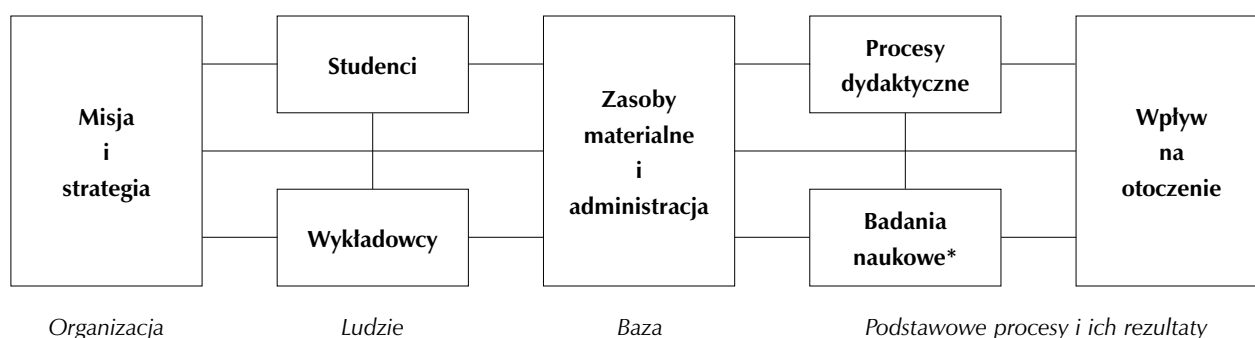 Misja
i
strategia
Studenci
Wykładowcy
Zasoby
materialne
i
administracja
Procesy
dydaktyczne
Badania
naukowe*
Wpływ
na
otoczenie
Organizacja
Ludzie
Baza
Podstawowe procesy i ich rezultaty